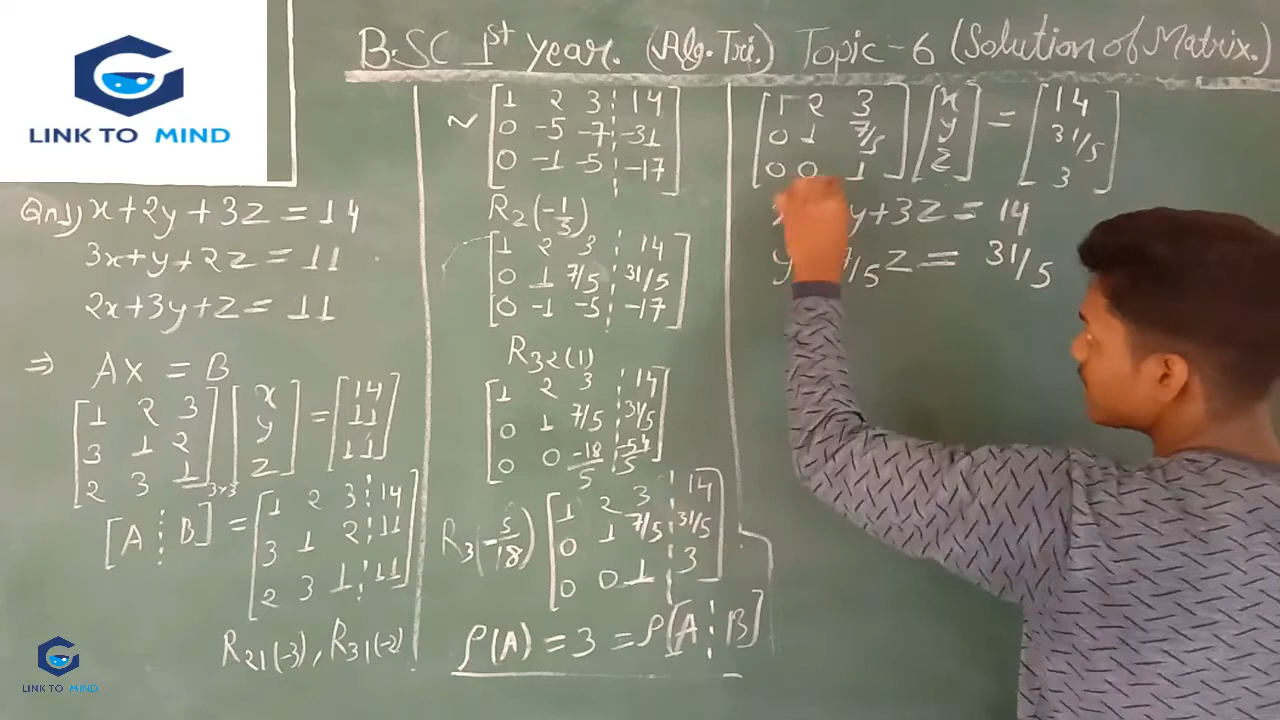 LINK TO MIND
B.SC 1st year. (Alg. Tri.) Topic-6 (Solution of Matrix.)
Qn1) x+2y+3z=14
3x+y+2z=11
2x+3y+z=11
⇒ AX = B
[1 2 3] [x] = [14]
[3 1 2] [y] [11]
[2 3 1]3×3 [z] [11]
[A ⋮ B] = [1 2 3 ⋮ 14]
[3 1 2 ⋮ 11]
[2 3 1 ⋮ 11]
R21(-3), R31(-2)
~ [1 2 3 ⋮ 14]
[0 -5 -7 ⋮ -31]
[0 -1 -5 ⋮ -17]
R2(-1/5)
[1 2 3 ⋮ 14]
[0 1 7/5 ⋮ 31/5]
[0 -1 -5 ⋮ -17]
R32(1)
[1 2 3 ⋮ 14]
[0 1 7/5 ⋮ 31/5]
[0 0 -18/5 ⋮ -54/5]
R3(-5/18) [1 2 3 ⋮ 14]
[0 1 7/5 ⋮ 31/5]
[0 0 1 ⋮ 3]
ρ(A) = 3 = ρ[A ⋮ B]
[1 2 3] [x] = [14]
[0 1 7/5] [y] [31/5]
[0 0 1] [z] [3]
x y+3z = 14
y 7/5 z = 31/5
LINK TO MIND